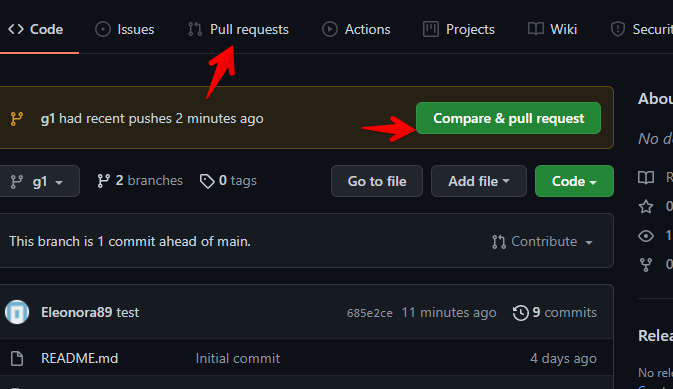 Code Issues Pull requests Actions Projects Wiki Securit
g1 had recent pushes 2 minutes ago Compare & pull request
Abou
No d
g1 2 branches 0 tags Go to file Add file Code
R
0
This branch is 1 commit ahead of main. Contribute
1
0
Eleonora89 test 685e2ce 11 minutes ago 9 commits
README.md Initial commit 4 days ago
Relea
No rel